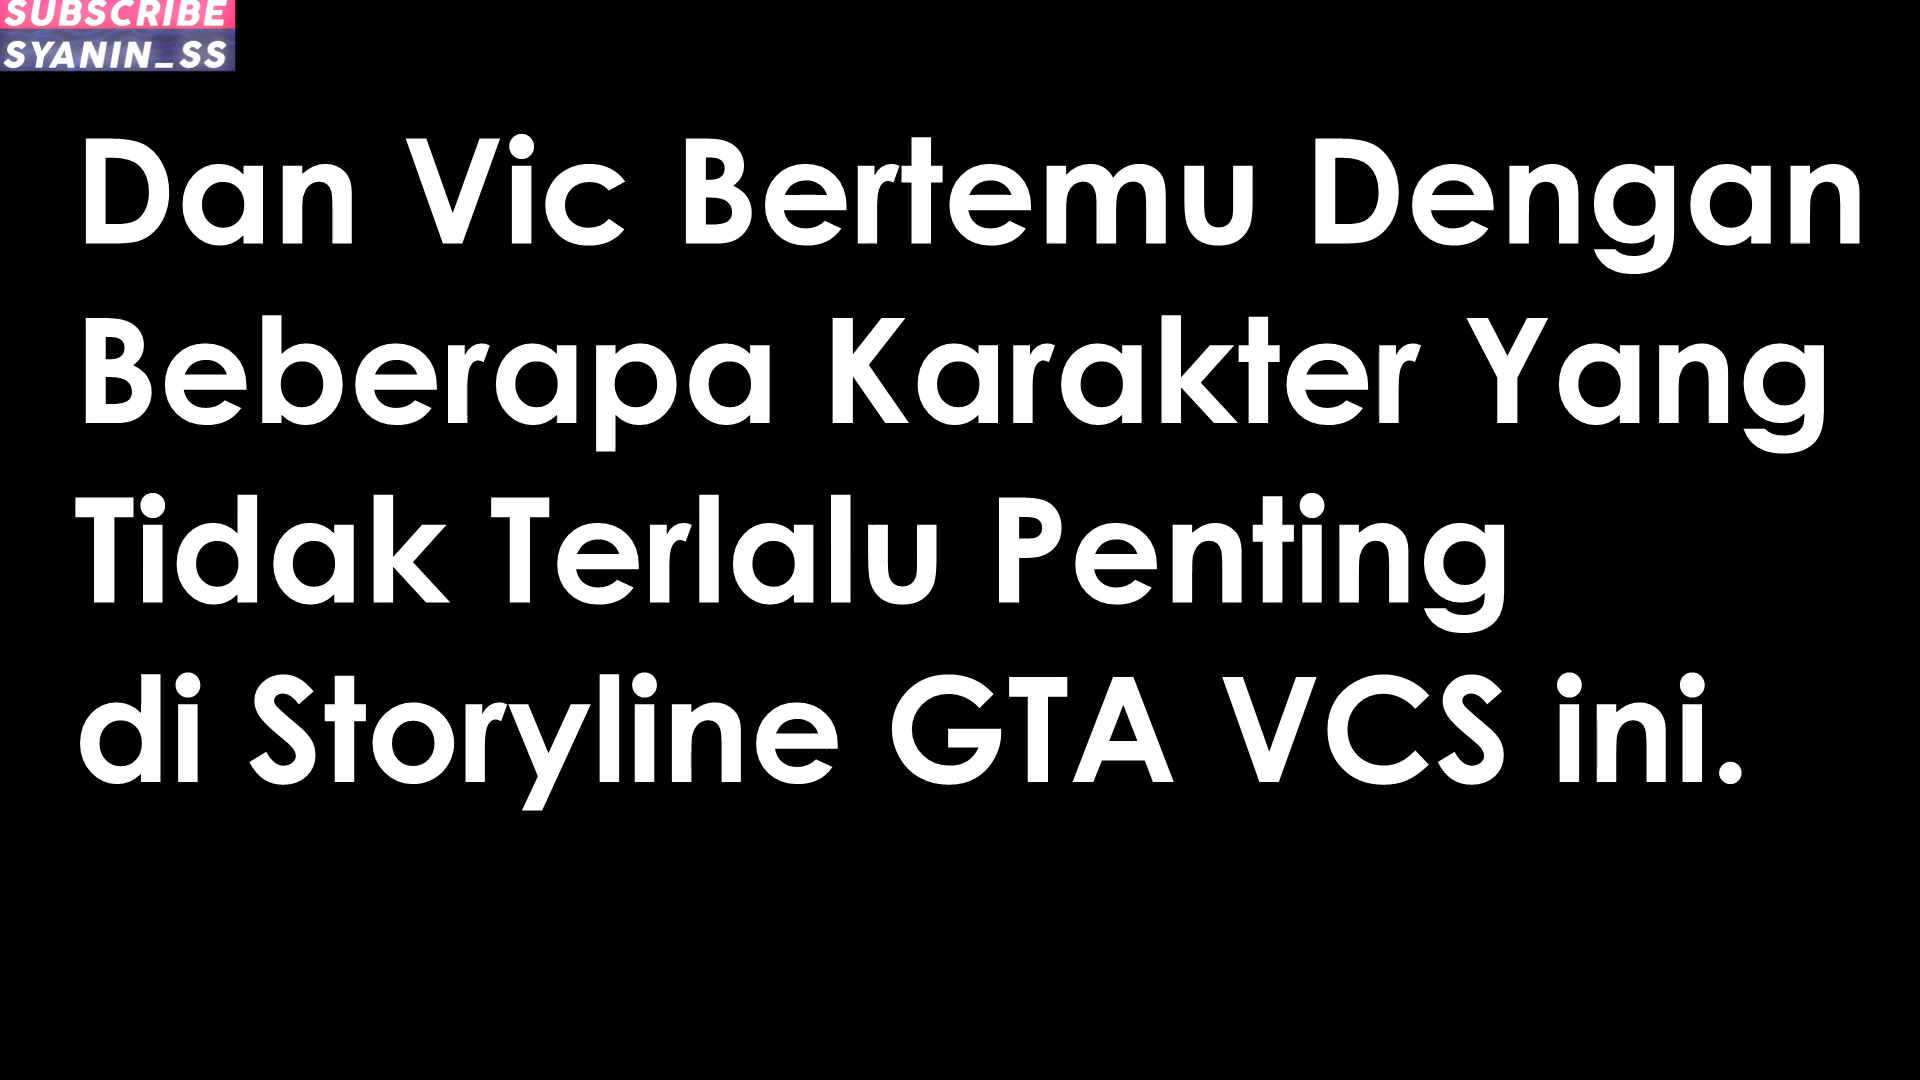 SUBSCRIBE
SYANIN_SS
Dan Vic Bertemu Dengan
Beberapa Karakter Yang
Tidak Terlalu Penting
di Storyline GTA VCS ini.